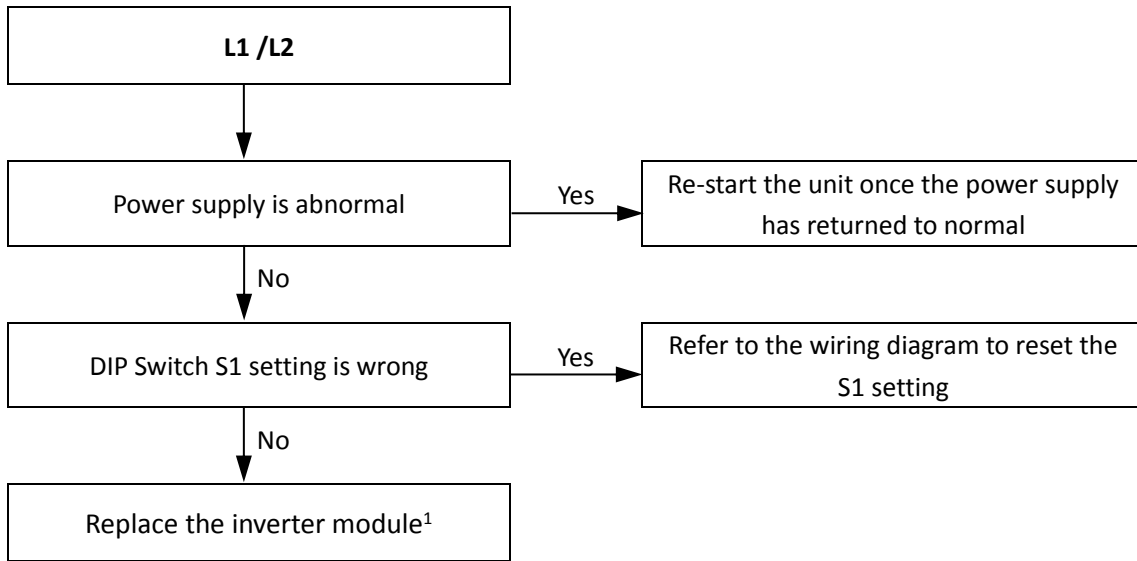 L1 /L2
Power supply is abnormal
Yes
Re-start the unit once the power supply
has returned to normal
No
DIP Switch S1 setting is wrong
Yes
Refer to the wiring diagram to reset the
S1 setting
No
Replace the inverter module¹